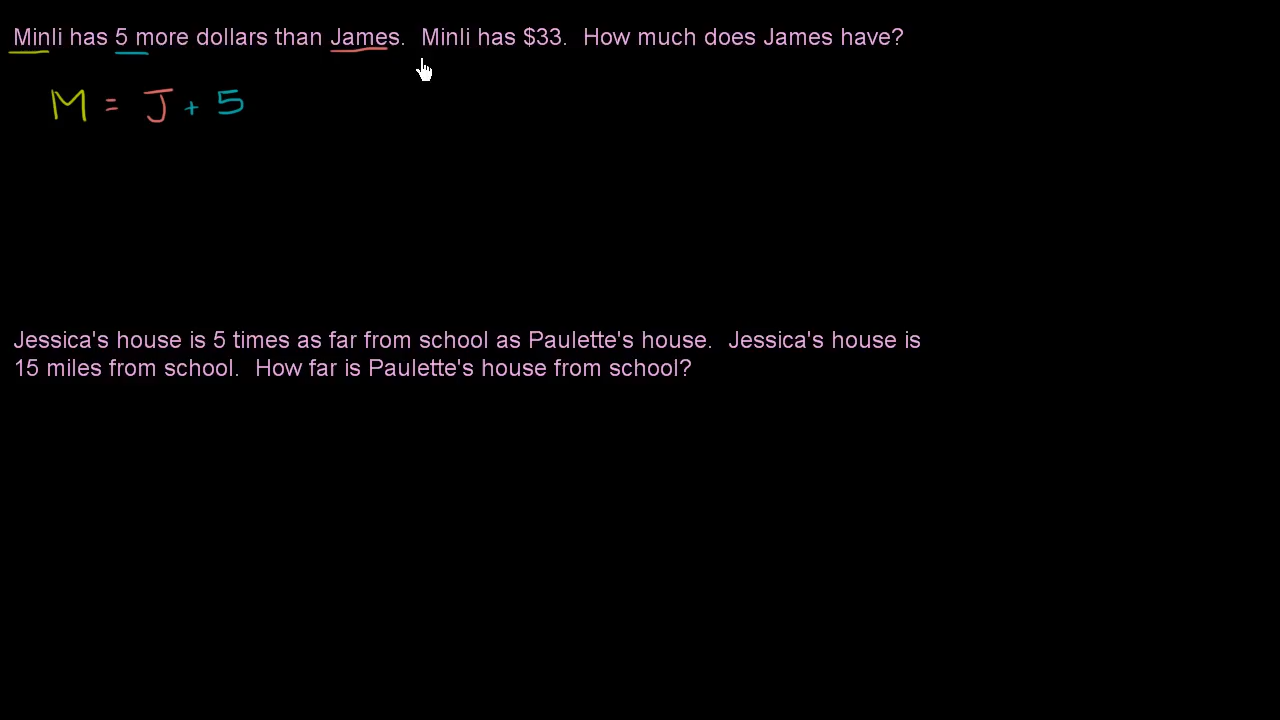 Minli has 5 more dollars than James.  Minli has $33.  How much does James have?
M = J + 5
Jessica's house is 5 times as far from school as Paulette's house.  Jessica's house is
15 miles from school.  How far is Paulette's house from school?